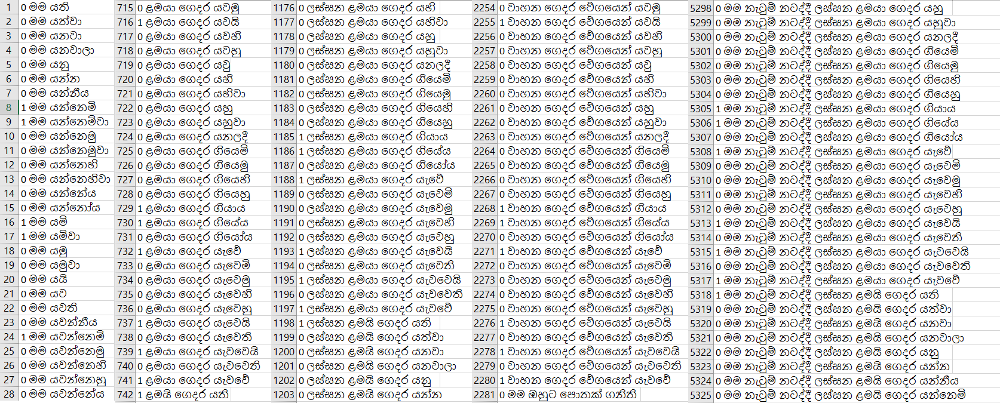 1 0 මම යති
2 0 මම යත්වා
3 0 මම යනවා
4 0 මම යනවාලා
5 0 මම යනු
6 0 මම යන්න
7 0 මම යන්නීය
8 1 මම යන්නෙමි
9 1 මම යන්නෙමිවා
10 0 මම යන්නෙමු
11 0 මම යන්නෙමුවා
12 0 මම යන්නෙහි
13 0 මම යන්නෙහිවා
14 0 මම යන්නේය
15 0 මම යන්නෝය
16 1 මම යමි
17 1 මම යමිවා
18 0 මම යමු
19 0 මම යමුවා
20 0 මම යයි
21 0 මම යව
22 0 මම යවති
23 0 මම යවන්නීය
24 1 මම යවන්නෙමි
25 0 මම යවන්නෙමු
26 0 මම යවන්නෙහි
27 0 මම යවන්නෙහු
28 0 මම යවන්නේය
715 0 ළමයා ගෙදර යවමු
716 1 ළමයා ගෙදර යවයි
717 0 ළමයා ගෙදර යවහි
718 0 ළමයා ගෙදර යවහු
719 0 ළමයා ගෙදර යවු
720 0 ළමයා ගෙදර යහි
721 0 ළමයා ගෙදර යහිවා
722 0 ළමයා ගෙදර යහු
723 0 ළමයා ගෙදර යහුවා
724 0 ළමයා ගෙදර යනලදී
725 0 ළමයා ගෙදර ගියෙමි
726 0 ළමයා ගෙදර ගියෙමු
727 0 ළමයා ගෙදර ගියෙහි
728 0 ළමයා ගෙදර ගියෙහු
729 1 ළමයා ගෙදර ගියාය
730 1 ළමයා ගෙදර ගියේය
731 0 ළමයා ගෙදර ගියෝය
732 1 ළමයා ගෙදර යැවේ
733 0 ළමයා ගෙදර යැවෙමි
734 0 ළමයා ගෙදර යැවෙමු
735 0 ළමයා ගෙදර යැවෙහි
736 0 ළමයා ගෙදර යැවෙහු
737 1 ළමයා ගෙදර යැවෙයි
738 0 ළමයා ගෙදර යැවෙති
739 1 ළමයා ගෙදර යැවවෙයි
740 0 ළමයා ගෙදර යැවවෙති
741 1 ළමයා ගෙදර යැවවේ
742 1 ළමයි ගෙදර යති
1176 0 ලස්සන ළමයා ගෙදර යහි
1177 0 ලස්සන ළමයා ගෙදර යහිවා
1178 0 ලස්සන ළමයා ගෙදර යහු
1179 0 ලස්සන ළමයා ගෙදර යහුවා
1180 0 ලස්සන ළමයා ගෙදර යනලදී
1181 0 ලස්සන ළමයා ගෙදර ගියෙමි
1182 0 ලස්සන ළමයා ගෙදර ගියෙමු
1183 0 ලස්සන ළමයා ගෙදර ගියෙහි
1184 0 ලස්සන ළමයා ගෙදර ගියෙහු
1185 1 ලස්සන ළමයා ගෙදර ගියාය
1186 1 ලස්සන ළමයා ගෙදර ගියේය
1187 0 ලස්සන ළමයා ගෙදර ගියෝය
1188 1 ලස්සන ළමයා ගෙදර යැවේ
1189 0 ලස්සන ළමයා ගෙදර යැවෙමි
1190 0 ලස්සන ළමයා ගෙදර යැවෙමු
1191 0 ලස්සන ළමයා ගෙදර යැවෙහි
1192 0 ලස්සන ළමයා ගෙදර යැවෙහු
1193 1 ලස්සන ළමයා ගෙදර යැවෙයි
1194 0 ලස්සන ළමයා ගෙදර යැවෙති
1195 1 ලස්සන ළමයා ගෙදර යැවවෙයි
1196 0 ලස්සන ළමයා ගෙදර යැවවෙති
1197 1 ලස්සන ළමයා ගෙදර යැවවේ
1198 1 ලස්සන ළමයි ගෙදර යති
1199 0 ලස්සන ළමයි ගෙදර යත්වා
1200 0 ලස්සන ළමයි ගෙදර යනවා
1201 0 ලස්සන ළමයි ගෙදර යනවාලා
1202 0 ලස්සන ළමයි ගෙදර යනු
1203 0 ලස්සන ළමයි ගෙදර යන්න
2254 0 වාහන ගෙදර වේගයෙන් යවමු
2255 1 වාහන ගෙදර වේගයෙන් යවයි
2256 0 වාහන ගෙදර වේගයෙන් යවහි
2257 0 වාහන ගෙදර වේගයෙන් යවහු
2258 0 වාහන ගෙදර වේගයෙන් යවු
2259 0 වාහන ගෙදර වේගයෙන් යහි
2260 0 වාහන ගෙදර වේගයෙන් යහිවා
2261 0 වාහන ගෙදර වේගයෙන් යහු
2262 0 වාහන ගෙදර වේගයෙන් යහුවා
2263 0 වාහන ගෙදර වේගයෙන් යනලදී
2264 0 වාහන ගෙදර වේගයෙන් ගියෙමි
2265 0 වාහන ගෙදර වේගයෙන් ගියෙමු
2266 0 වාහන ගෙදර වේගයෙන් ගියෙහි
2267 0 වාහන ගෙදර වේගයෙන් ගියෙහු
2268 1 වාහන ගෙදර වේගයෙන් ගියාය
2269 1 වාහන ගෙදර වේගයෙන් ගියේය
2270 0 වාහන ගෙදර වේගයෙන් ගියෝය
2271 1 වාහන ගෙදර වේගයෙන් යැවේ
2272 0 වාහන ගෙදර වේගයෙන් යැවෙමි
2273 0 වාහන ගෙදර වේගයෙන් යැවෙමු
2274 0 වාහන ගෙදර වේගයෙන් යැවෙහි
2275 0 වාහන ගෙදර වේගයෙන් යැවෙහු
2276 1 වාහන ගෙදර වේගයෙන් යැවෙයි
2277 0 වාහන ගෙදර වේගයෙන් යැවෙති
2278 1 වාහන ගෙදර වේගයෙන් යැවවෙයි
2279 0 වාහන ගෙදර වේගයෙන් යැවවෙති
2280 1 වාහන ගෙදර වේගයෙන් යැවවේ
2281 0 මම ඔහුට පොතක් ගනිති
5298 0 මම නැටුම් නටද්දී ලස්සන ළමයා ගෙදර යහු
5299 0 මම නැටුම් නටද්දී ලස්සන ළමයා ගෙදර යහුවා
5300 0 මම නැටුම් නටද්දී ලස්සන ළමයා ගෙදර යනලදී
5301 0 මම නැටුම් නටද්දී ලස්සන ළමයා ගෙදර ගියෙමි
5302 0 මම නැටුම් නටද්දී ලස්සන ළමයා ගෙදර ගියෙමු
5303 0 මම නැටුම් නටද්දී ලස්සන ළමයා ගෙදර ගියෙහි
5304 0 මම නැටුම් නටද්දී ලස්සන ළමයා ගෙදර ගියෙහු
5305 1 මම නැටුම් නටද්දී ලස්සන ළමයා ගෙදර ගියාය
5306 1 මම නැටුම් නටද්දී ලස්සන ළමයා ගෙදර ගියේය
5307 0 මම නැටුම් නටද්දී ලස්සන ළමයා ගෙදර ගියෝය
5308 1 මම නැටුම් නටද්දී ලස්සන ළමයා ගෙදර යැවේ
5309 0 මම නැටුම් නටද්දී ලස්සන ළමයා ගෙදර යැවෙමි
5310 0 මම නැටුම් නටද්දී ලස්සන ළමයා ගෙදර යැවෙමු
5311 0 මම නැටුම් නටද්දී ලස්සන ළමයා ගෙදර යැවෙහි
5312 0 මම නැටුම් නටද්දී ලස්සන ළමයා ගෙදර යැවෙහු
5313 1 මම නැටුම් නටද්දී ලස්සන ළමයා ගෙදර යැවෙයි
5314 0 මම නැටුම් නටද්දී ලස්සන ළමයා ගෙදර යැවෙති
5315 1 මම නැටුම් නටද්දී ලස්සන ළමයා ගෙදර යැවවෙයි
5316 0 මම නැටුම් නටද්දී ලස්සන ළමයා ගෙදර යැවවෙති
5317 1 මම නැටුම් නටද්දී ලස්සන ළමයා ගෙදර යැවවේ
5318 1 මම නැටුම් නටද්දී ලස්සන ළමයි ගෙදර යති
5319 0 මම නැටුම් නටද්දී ලස්සන ළමයි ගෙදර යත්වා
5320 0 මම නැටුම් නටද්දී ලස්සන ළමයි ගෙදර යනවා
5321 0 මම නැටුම් නටද්දී ලස්සන ළමයි ගෙදර යනවාලා
5322 0 මම නැටුම් නටද්දී ලස්සන ළමයි ගෙදර යනු
5323 0 මම නැටුම් නටද්දී ලස්සන ළමයි ගෙදර යන්න
5324 0 මම නැටුම් නටද්දී ලස්සන ළමයි ගෙදර යන්නීය
5325 0 මම නැටුම් නටද්දී ලස්සන ළමයි ගෙදර යන්නෙමි